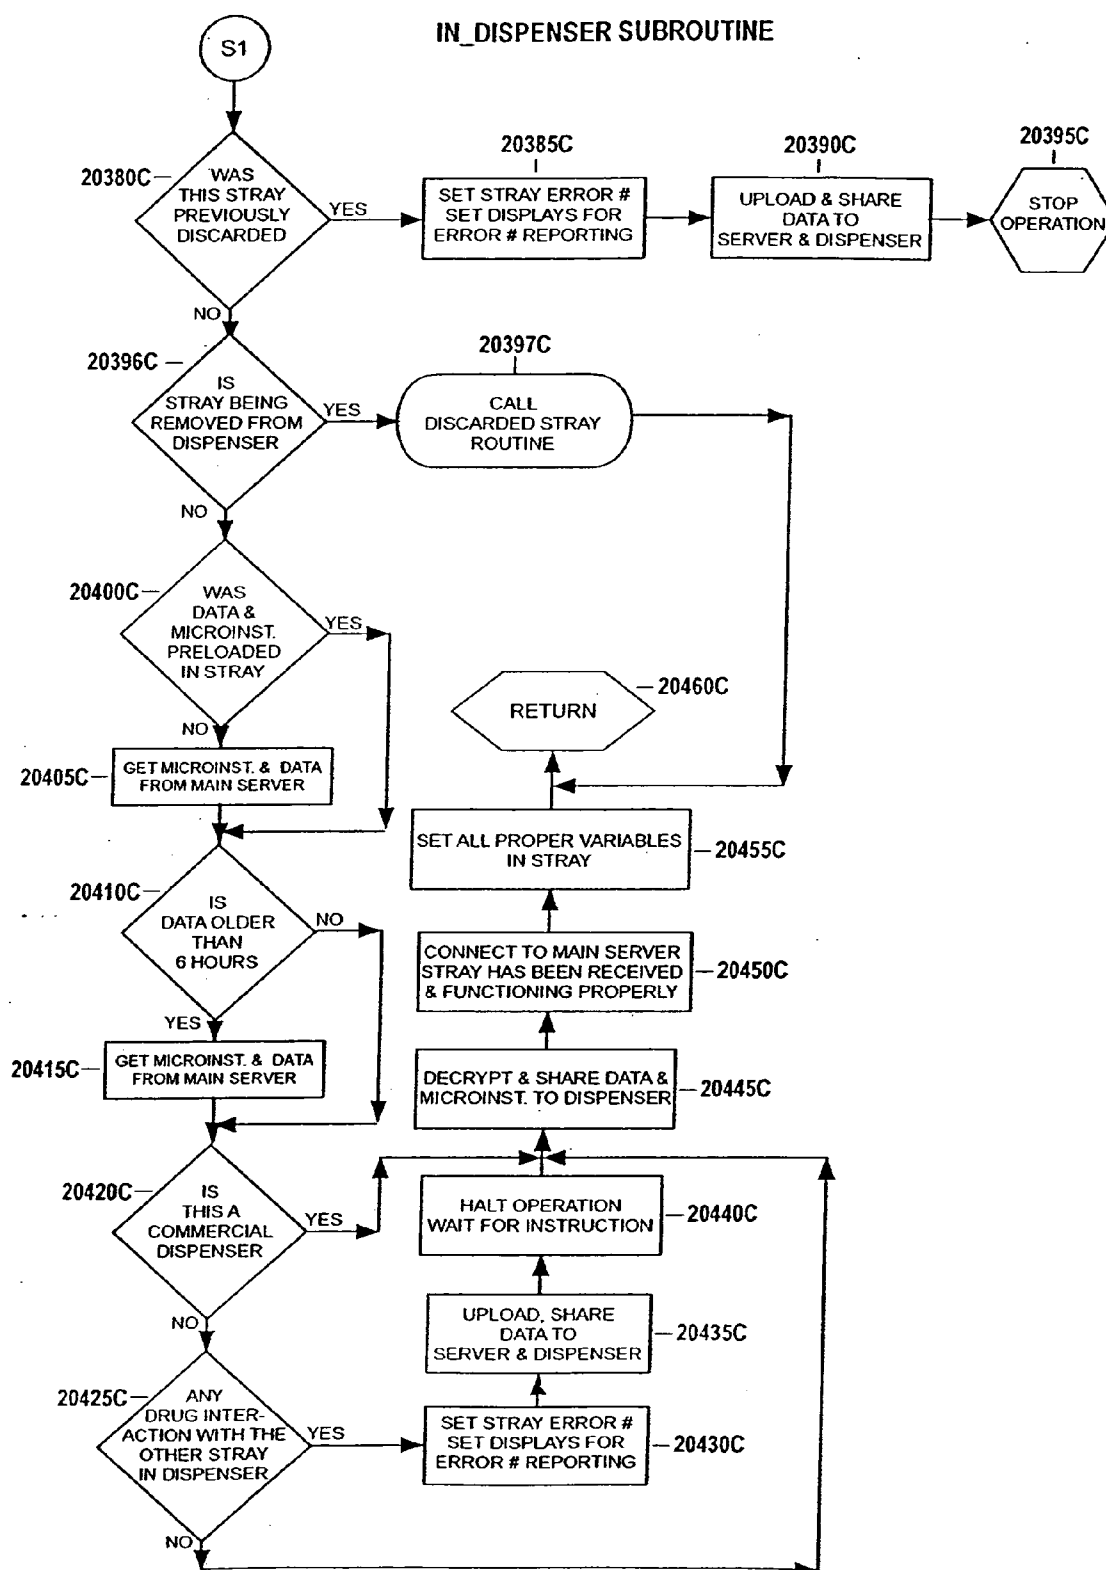 IN_DISPENSER SUBROUTINE
S1
20380C
WAS
THIS STRAY
PREVIOUSLY
DISCARDED
YES
NO
20385C
SET STRAY ERROR #
SET DISPLAYS FOR
ERROR # REPORTING
20390C
UPLOAD & SHARE
DATA TO
SERVER & DISPENSER
20395C
STOP
OPERATION
20396C
IS
STRAY BEING
REMOVED FROM
DISPENSER
YES
NO
20397C
CALL
DISCARDED STRAY
ROUTINE
20400C
WAS
DATA &
MICROINST.
PRELOADED
IN STRAY
YES
NO
20405C
GET MICROINST. & DATA
FROM MAIN SERVER
20410C
IS
DATA OLDER
THAN
6 HOURS
NO
YES
20415C
GET MICROINST. & DATA
FROM MAIN SERVER
20420C
IS
THIS A
COMMERCIAL
DISPENSER
YES
NO
20425C
ANY
DRUG INTER-
ACTION WITH THE
OTHER STRAY
IN DISPENSER
YES
NO
20460C
RETURN
SET ALL PROPER VARIABLES
IN STRAY
20455C
CONNECT TO MAIN SERVER
STRAY HAS BEEN RECEIVED
& FUNCTIONING PROPERLY
20450C
DECRYPT & SHARE DATA &
MICROINST. TO DISPENSER
20445C
HALT OPERATION
WAIT FOR INSTRUCTION
20440C
UPLOAD, SHARE
DATA TO
SERVER & DISPENSER
20435C
SET STRAY ERROR #
SET DISPLAYS FOR
ERROR # REPORTING
20430C